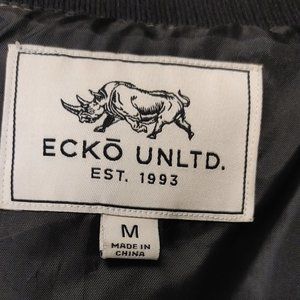 ECKŌ UNLTD.
EST. 1993
M
MADE IN
CHINA